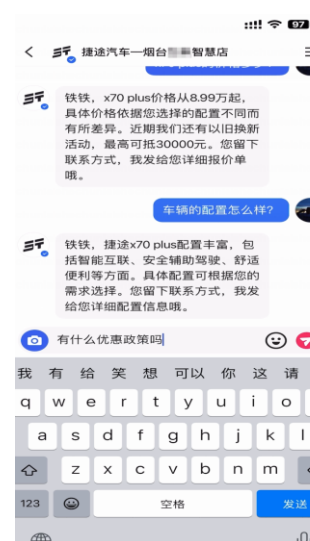 97
捷途汽车—烟台 智慧店
铁铁，x70 plus价格从8.99万起，
具体价格依据您选择的配置不同而
有所差异。近期我们还有以旧换新
活动，最高可抵30000元。您留下
联系方式，我发给您详细报价单
哦。
车辆的配置怎么样？
铁铁，捷途x70 plus配置丰富，包
括智能互联、安全辅助驾驶、舒适
便利等方面。具体配置可根据您的
需求选择。您留下联系方式，我发
给您详细配置信息哦。
有什么优惠政策吗
我 有 给 笑 想 可以 你 这 请
q w e r t y u i o
a s d f g h j k l
z x c v b n m
123 空格 发送